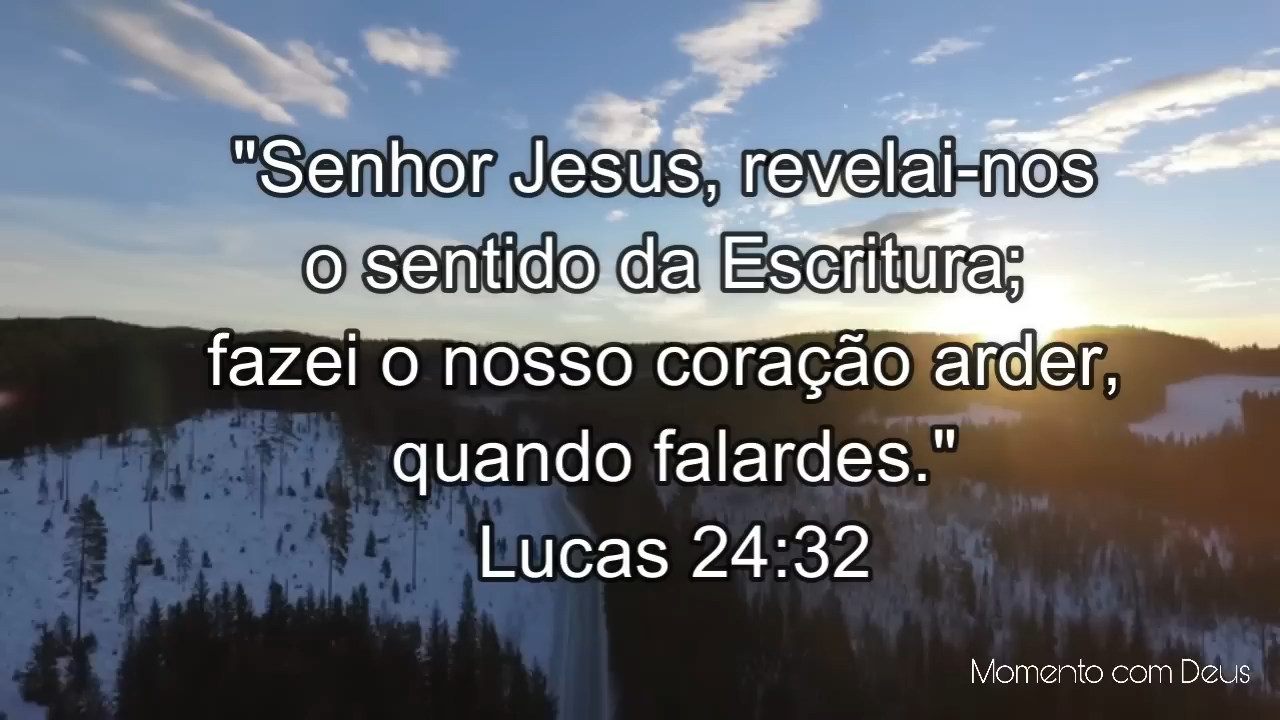 "Senhor Jesus, revelai-nos
o sentido da Escritura;
fazei o nosso coração arder,
quando falardes."
Lucas 24:32
Momento com Deus